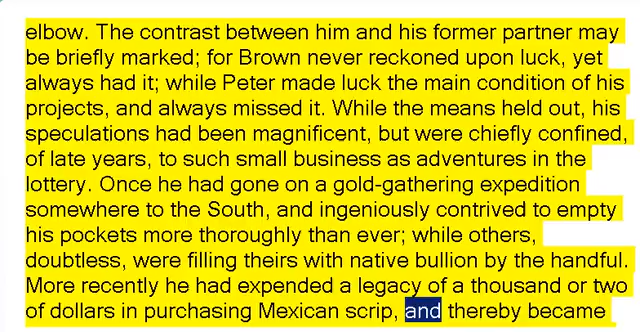 elbow. The contrast between him and his former partner may
be briefly marked; for Brown never reckoned upon luck, yet
always had it; while Peter made luck the main condition of his
projects, and always missed it. While the means held out, his
speculations had been magnificent, but were chiefly confined,
of late years, to such small business as adventures in the
lottery. Once he had gone on a gold-gathering expedition
somewhere to the South, and ingeniously contrived to empty
his pockets more thoroughly than ever; while others,
doubtless, were filling theirs with native bullion by the handful.
More recently he had expended a legacy of a thousand or two
of dollars in purchasing Mexican scrip, and thereby became